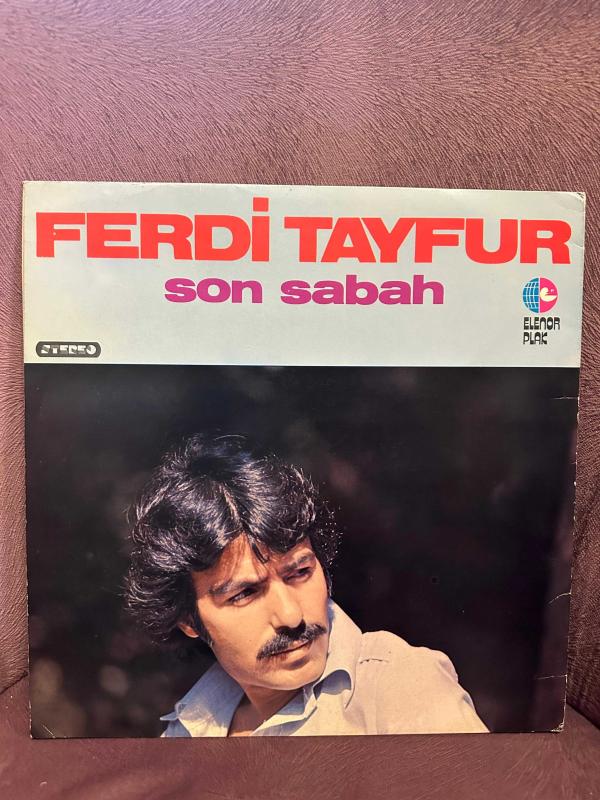 FERDİ TAYFUR
son sabah
ELENOR
PLAK
STEREO